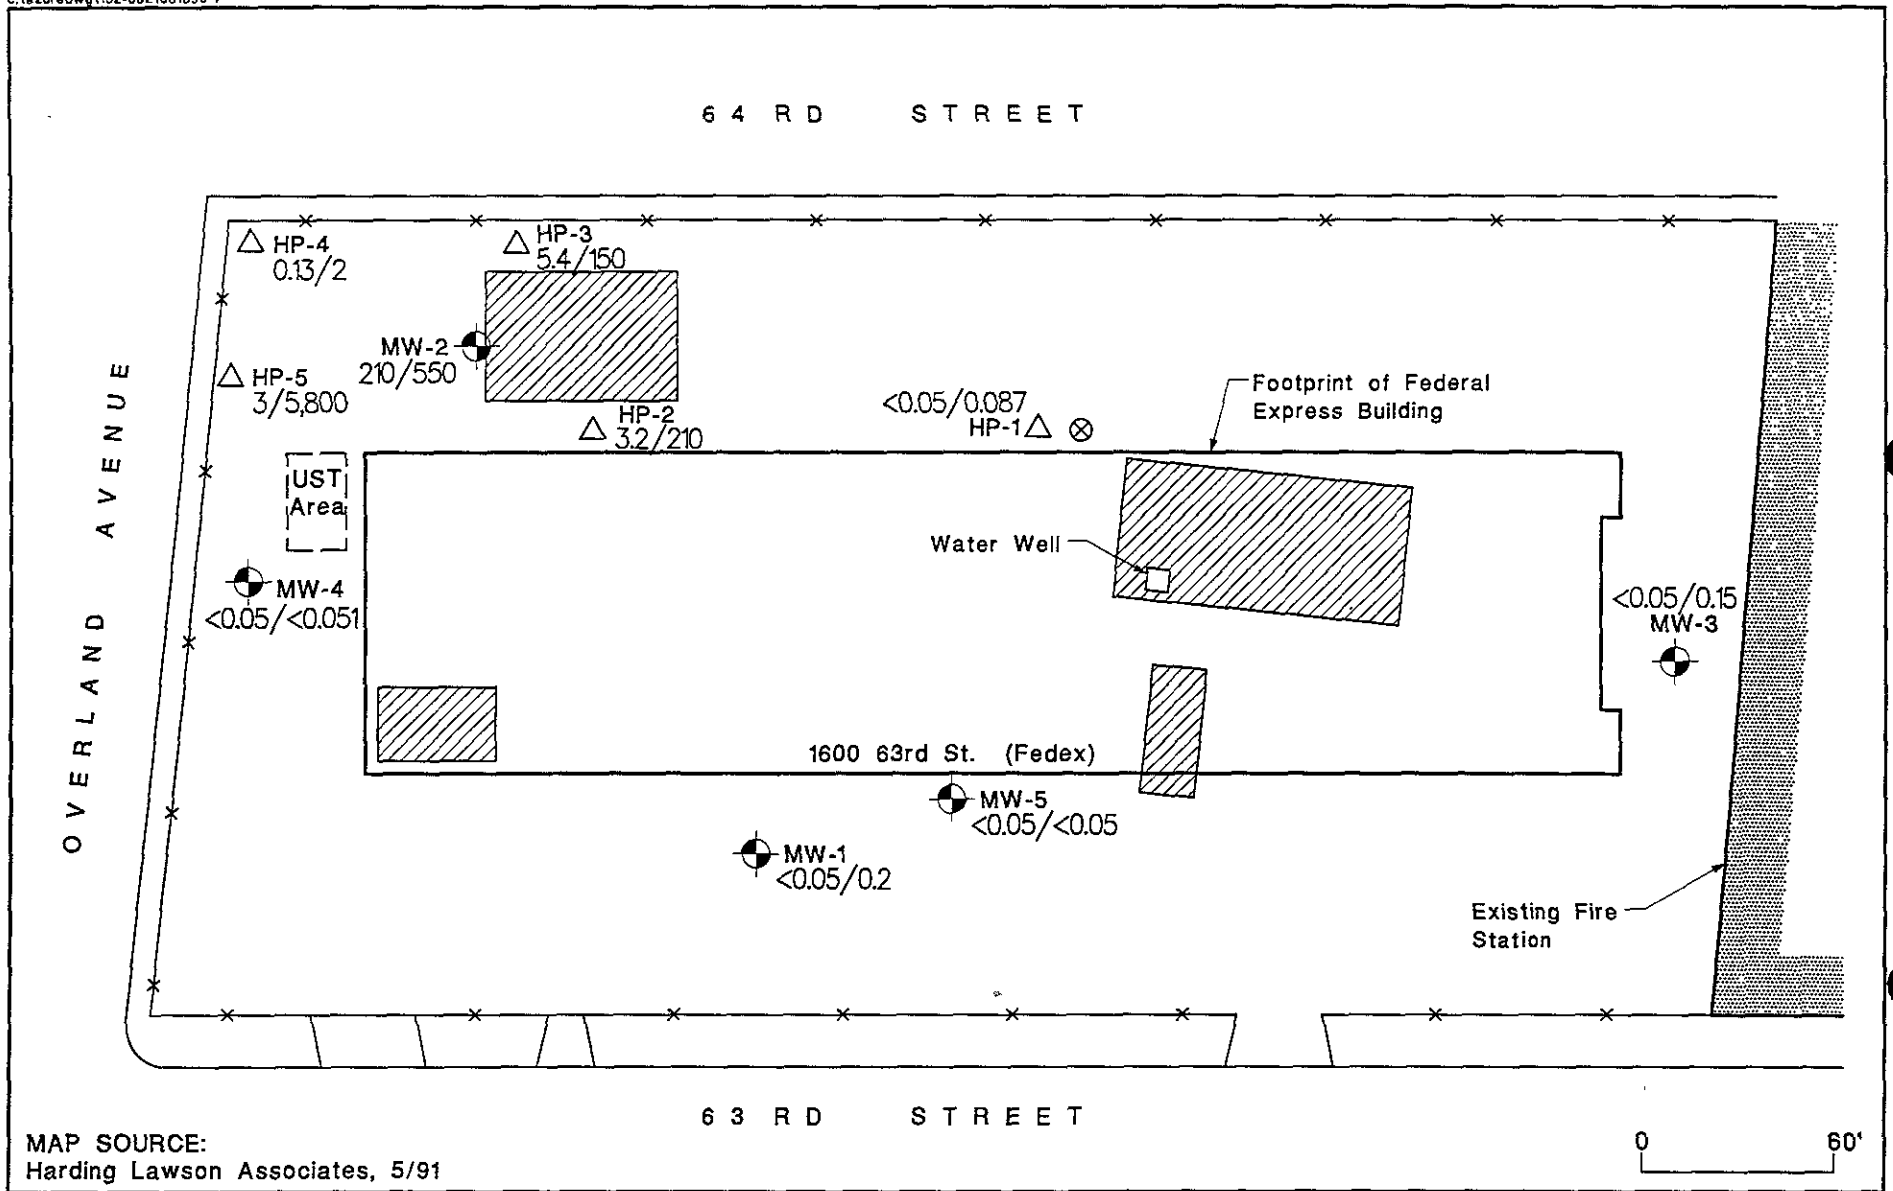 64 RD STREET
HP-4
0.13/2
HP-3
5.4/150
MW-2
210/550
HP-5
3/5,800
HP-2
3.2/210
<0.05/0.087
HP-1
Footprint of Federal
Express Building
UST
Area
Water Well
MW-4
<0.05/<0.051
<0.05/0.15
MW-3
OVERLAND AVENUE
1600 63rd St. (Fedex)
MW-5
<0.05/<0.05
MW-1
<0.05/0.2
Existing Fire
Station
63 RD STREET
MAP SOURCE:
Harding Lawson Associates, 5/91
0 60'